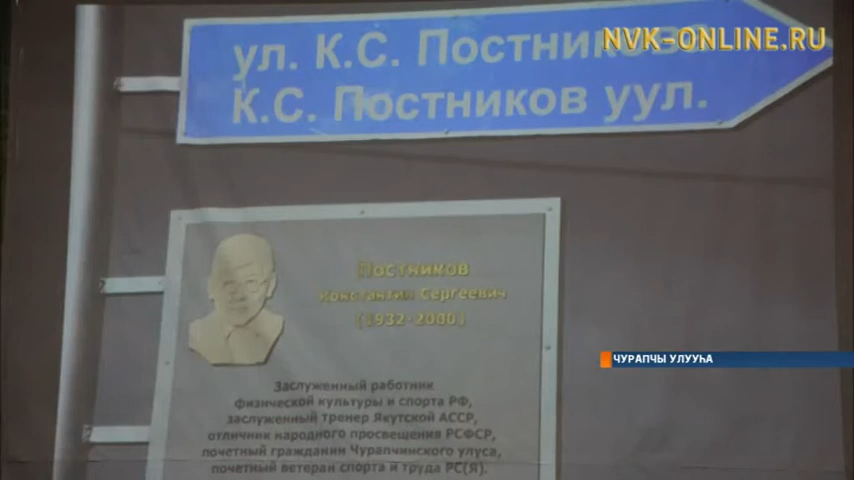 NVK-ONLINE.RU
ул. К.С. Постникова
К.С. Постников уул.
Постников
Константин Сергеевич
(1932-2000)
ЧУРАПЧЫ УЛУУҺА
Заслуженный работник
физической культуры и спорта РФ,
заслуженный тренер Якутской АССР,
отличник народного просвещения РСФСР,
почетный гражданин Чурапчинского улуса,
почетный ветеран спорта и труда РС(Я).